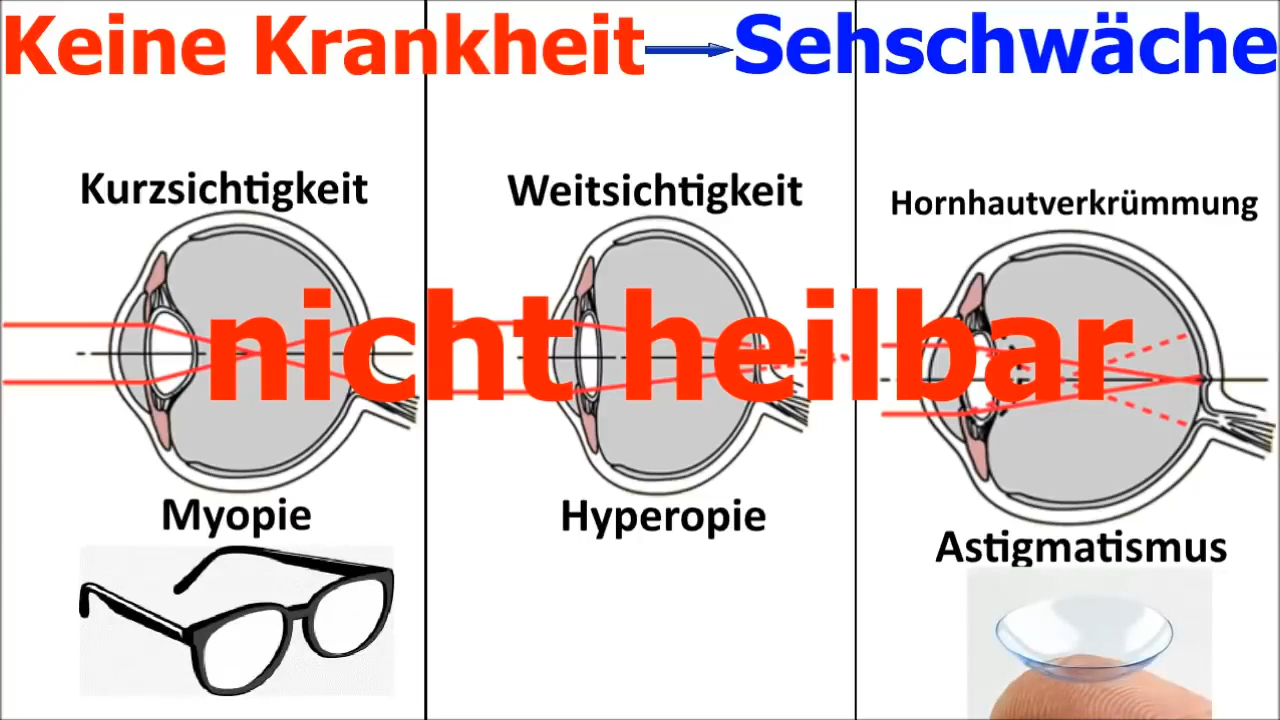 Keine Krankheit Sehschwäche
Kurzsichtigkeit
Weitsichtigkeit
Hornhautverkrümmung
nicht heilbar
Myopie
Hyperopie
Astigmatismus